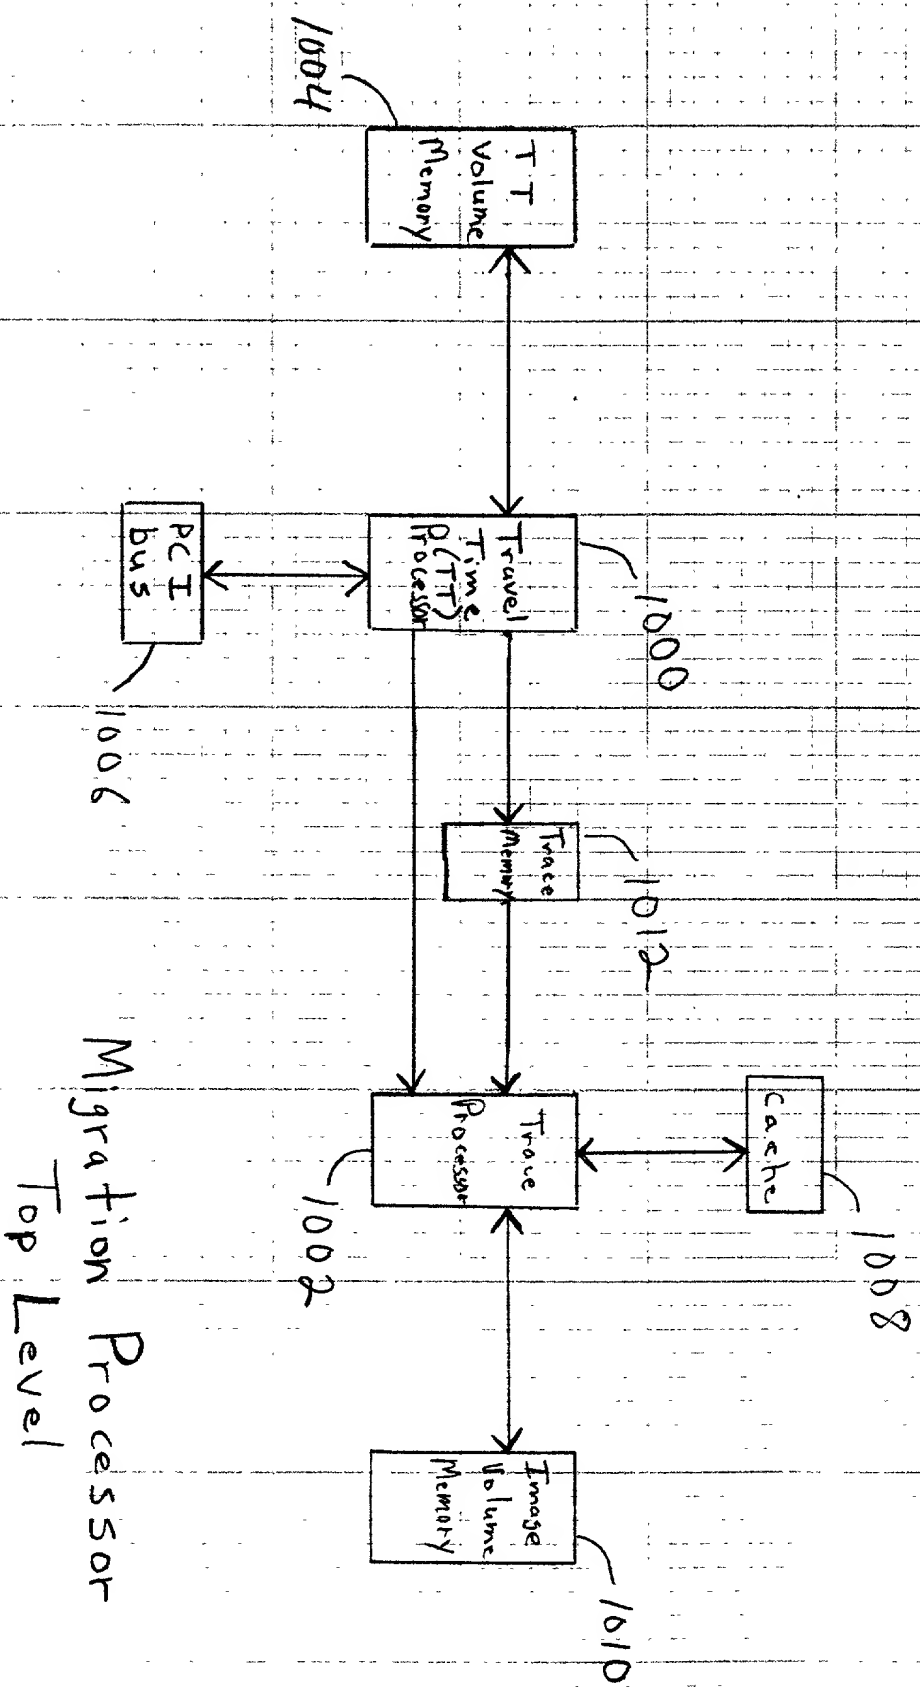 1004
TT
Volume
Memory
1000
Travel
Time
P(TT)
Processor
PCI
bus
1006
1012
Trace
Memory
Cache
1008
Trace
Processor
1002
Image
Volume
Memory
1010
Migration Processor
Top Level